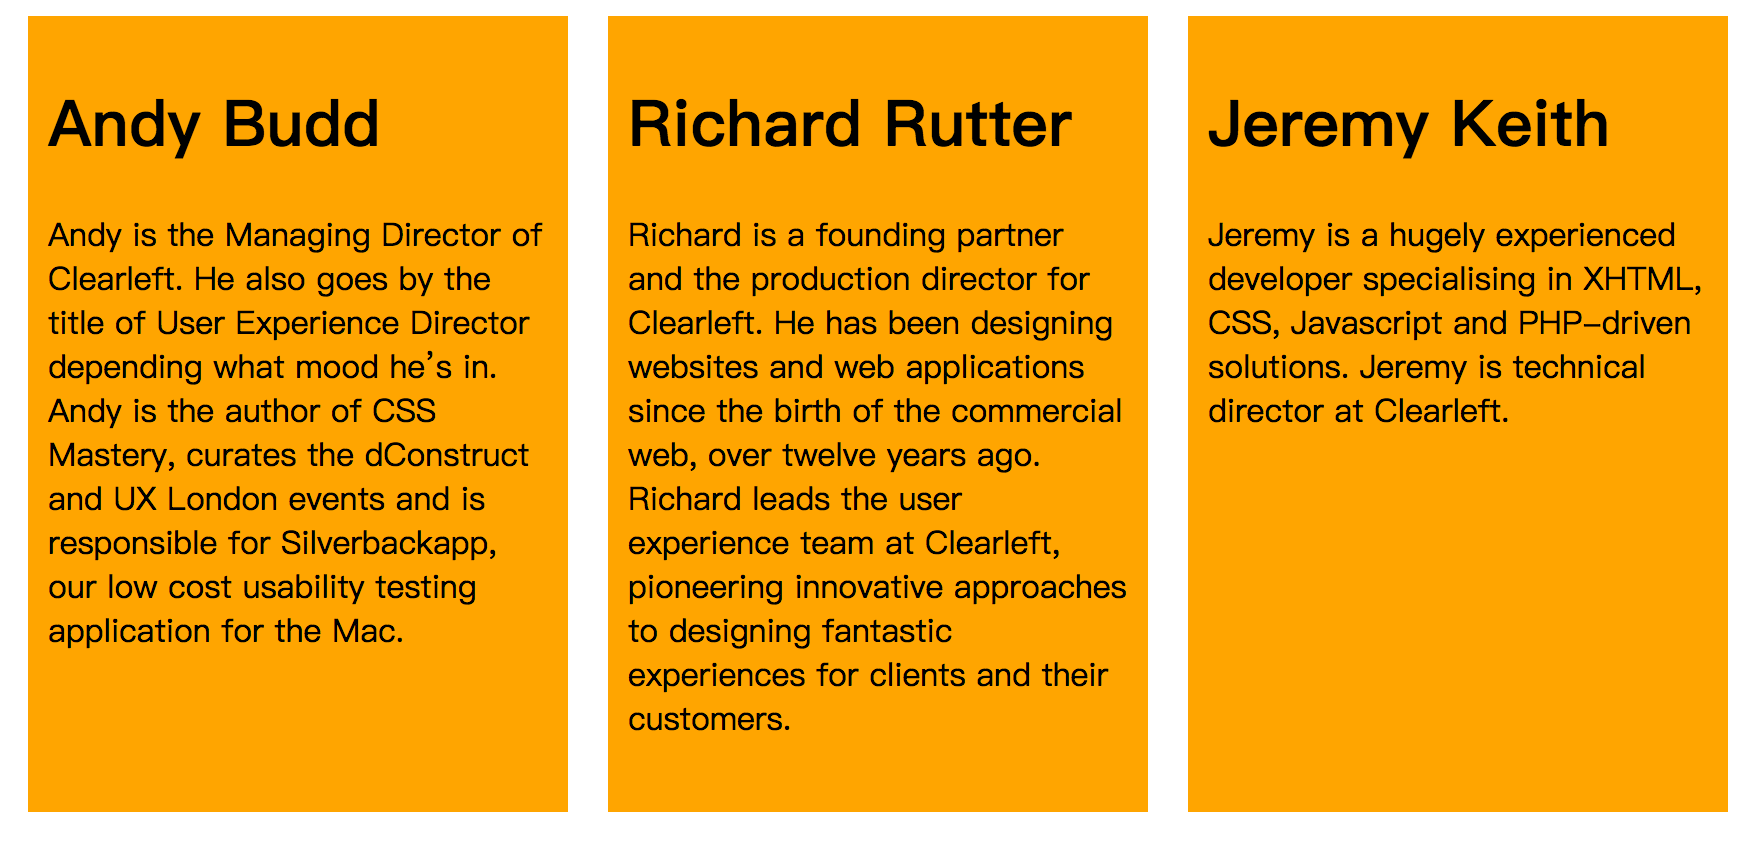 Andy Budd
Andy is the Managing Director of
Clearleft. He also goes by the
title of User Experience Director
depending what mood he’s in.
Andy is the author of CSS
Mastery, curates the dConstruct
and UX London events and is
responsible for Silverbackapp,
our low cost usability testing
application for the Mac.
Richard Rutter
Richard is a founding partner
and the production director for
Clearleft. He has been designing
websites and web applications
since the birth of the commercial
web, over twelve years ago.
Richard leads the user
experience team at Clearleft,
pioneering innovative approaches
to designing fantastic
experiences for clients and their
customers.
Jeremy Keith
Jeremy is a hugely experienced
developer specialising in XHTML,
CSS, Javascript and PHP-driven
solutions. Jeremy is technical
director at Clearleft.